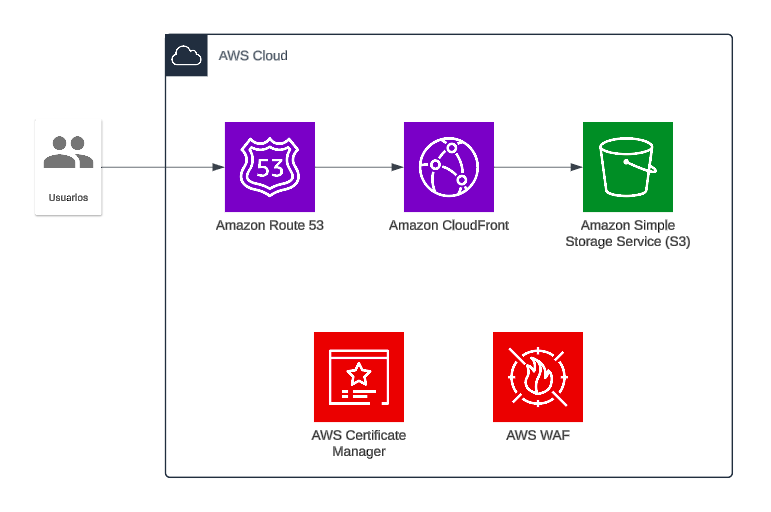 AWS Cloud
Usuarios
53
Amazon Route 53
Amazon CloudFront
Amazon Simple
Storage Service (S3)
AWS Certificate
Manager
AWS WAF